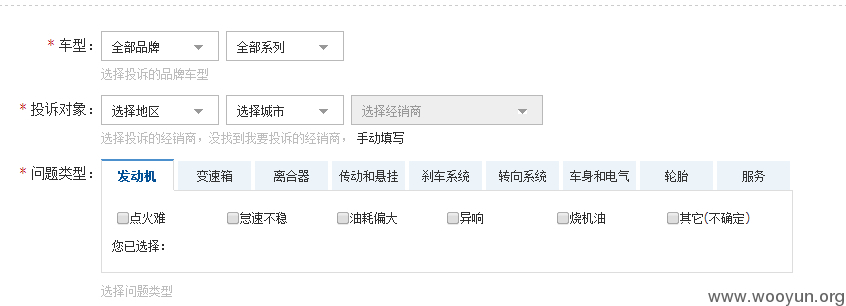 * 车型： 全部品牌 全部系列
选择投诉的品牌车型
* 投诉对象： 选择地区 选择城市 选择经销商
选择投诉的经销商，没找到我要投诉的经销商， 手动填写
* 问题类型： 发动机 变速箱 离合器 传动和悬挂 刹车系统 转向系统 车身和电气 轮胎 服务
点火难 怠速不稳 油耗偏大 异响 烧机油 其它(不确定)
您已选择：
选择问题类型
www.wooyun.org